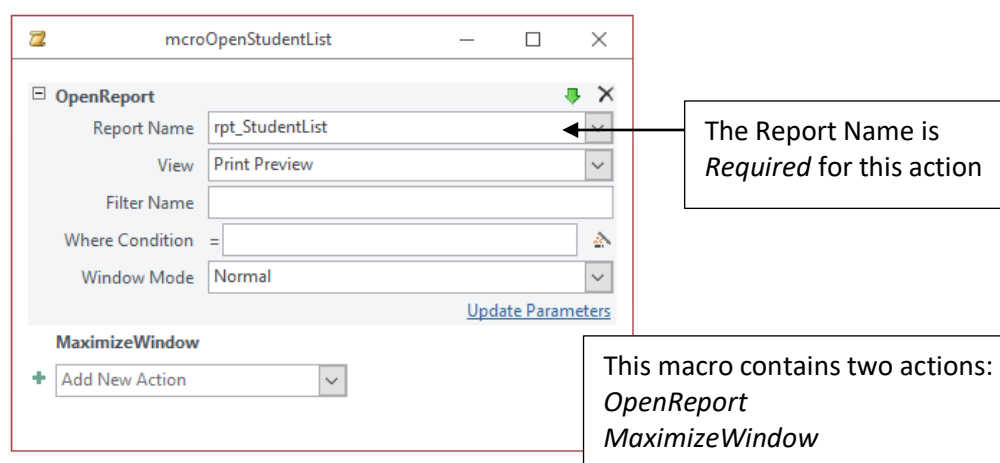 mcroOpenStudentList
OpenReport
Report Name rpt_StudentList
View Print Preview
Filter Name
Where Condition =
Window Mode Normal
Update Parameters
MaximizeWindow
Add New Action
The Report Name is
Required for this action
This macro contains two actions:
OpenReport
MaximizeWindow